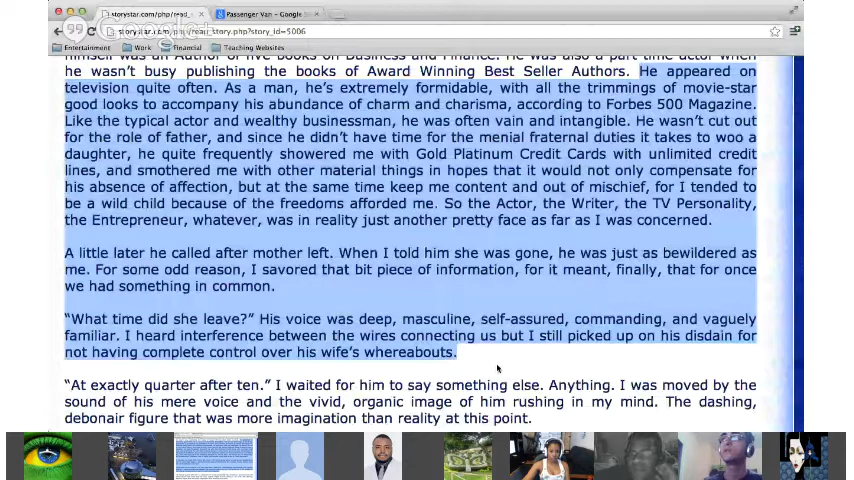 storystar.com/php/read_
Passenger Van - Google S
storystar.com/php/read_story.php?story_id=5006
Google+
Entertainment
Work
Financial
Teaching Websites
himself was an Author of five books on Business and Finance. He was also a part time actor when
he wasn't busy publishing the books of Award Winning Best Seller Authors. He appeared on
television quite often. As a man, he's extremely formidable, with all the trimmings of movie-star
good looks to accompany his abundance of charm and charisma, according to Forbes 500 Magazine.
Like the typical actor and wealthy businessman, he was often vain and intangible. He wasn't cut out
for the role of father, and since he didn't have time for the menial fraternal duties it takes to woo a
daughter, he quite frequently showered me with Gold Platinum Credit Cards with unlimited credit
lines, and smothered me with other material things in hopes that it would not only compensate for
his absence of affection, but at the same time keep me content and out of mischief, for I tended to
be a wild child because of the freedoms afforded me. So the Actor, the Writer, the TV Personality,
the Entrepreneur, whatever, was in reality just another pretty face as far as I was concerned.
A little later he called after mother left. When I told him she was gone, he was just as bewildered as
me. For some odd reason, I savored that bit piece of information, for it meant, finally, that for once
we had something in common.
“What time did she leave?” His voice was deep, masculine, self-assured, commanding, and vaguely
familiar. I heard interference between the wires connecting us but I still picked up on his disdain for
not having complete control over his wife's whereabouts.
“At exactly quarter after ten.” I waited for him to say something else. Anything. I was moved by the
sound of his mere voice and the vivid, organic image of him rushing in my mind. The dashing,
debonair figure that was more imagination than reality at this point.